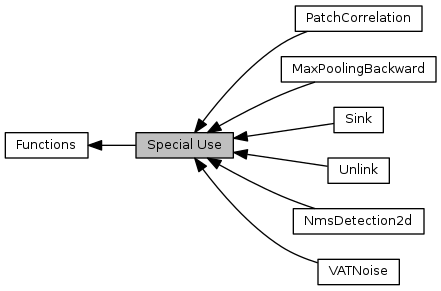 PatchCorrelation
MaxPoolingBackward
Sink
Functions
Special Use
Unlink
NmsDetection2d
VATNoise